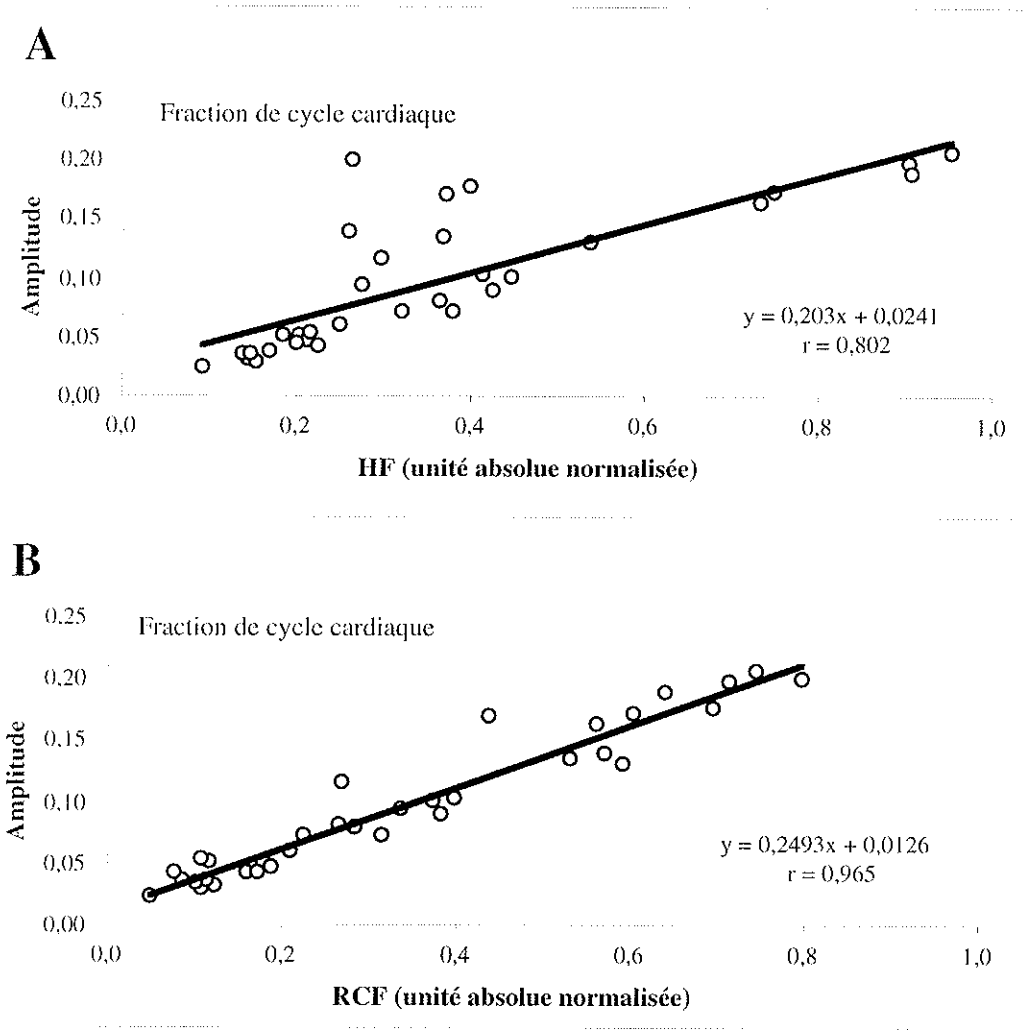 A
Fraction de cycle cardiaque
0,25
0,20
0,15
0,10
0,05
0,00
Amplitude
y = 0,203x + 0,0241
r = 0,802
0,0 0,2 0,4 0,6 0,8 1,0
HF (unité absolue normalisée)
B
Fraction de cycle cardiaque
0,25
0,20
0,15
0,10
0,05
0,00
Amplitude
y = 0,2493x + 0,0126
r = 0,965
0,0 0,2 0,4 0,6 0,8 1,0
RCF (unité absolue normalisée)